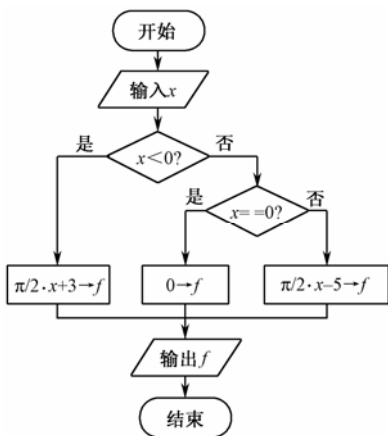 开始
输入x
是
x<0?
否
是
x= =0?
否
π/2·x+3→f
0→f
π/2·x–5→f
输出f
结束